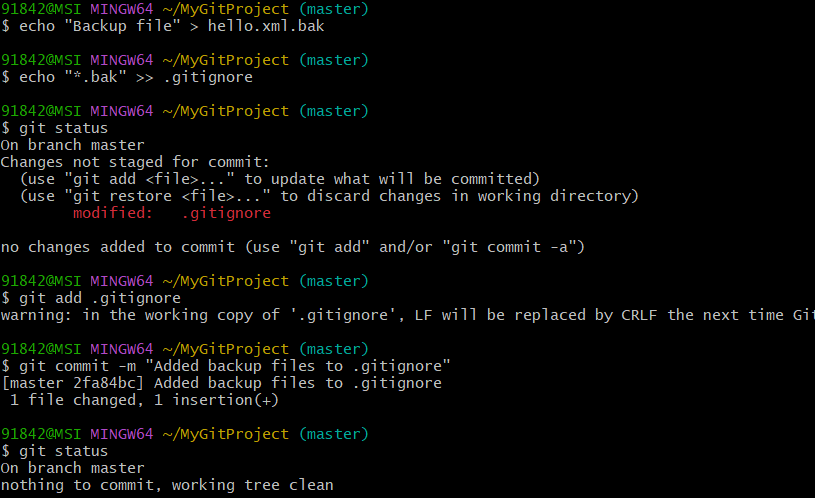 91842@MSI MINGW64 ~/MyGitProject (master)
$ echo "Backup file" > hello.xml.bak
91842@MSI MINGW64 ~/MyGitProject (master)
$ echo "*.bak" >> .gitignore
91842@MSI MINGW64 ~/MyGitProject (master)
$ git status
On branch master
Changes not staged for commit:
  (use "git add <file>..." to update what will be committed)
  (use "git restore <file>..." to discard changes in working directory)
        modified:   .gitignore
no changes added to commit (use "git add" and/or "git commit -a")
91842@MSI MINGW64 ~/MyGitProject (master)
$ git add .gitignore
warning: in the working copy of '.gitignore', LF will be replaced by CRLF the next time Git
91842@MSI MINGW64 ~/MyGitProject (master)
$ git commit -m "Added backup files to .gitignore"
[master 2fa84bc] Added backup files to .gitignore
 1 file changed, 1 insertion(+)
91842@MSI MINGW64 ~/MyGitProject (master)
$ git status
On branch master
nothing to commit, working tree clean